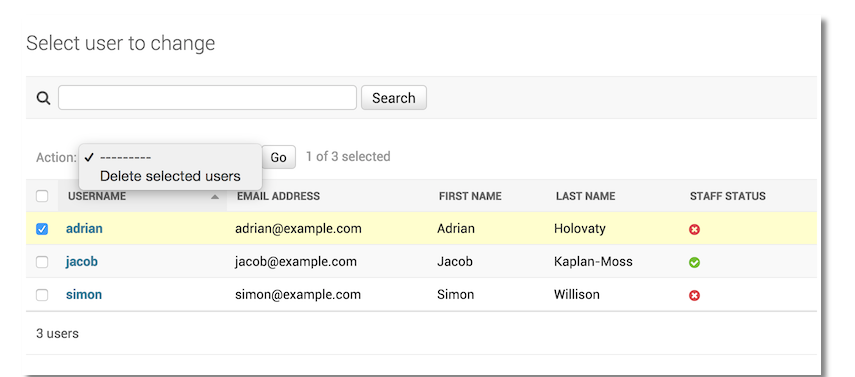 Select user to change
Search
Action: ✓ --------- Go 1 of 3 selected
Delete selected users
USERNAME EMAIL ADDRESS FIRST NAME LAST NAME STAFF STATUS
adrian adrian@example.com Adrian Holovaty
jacob jacob@example.com Jacob Kaplan-Moss
simon simon@example.com Simon Willison
3 users